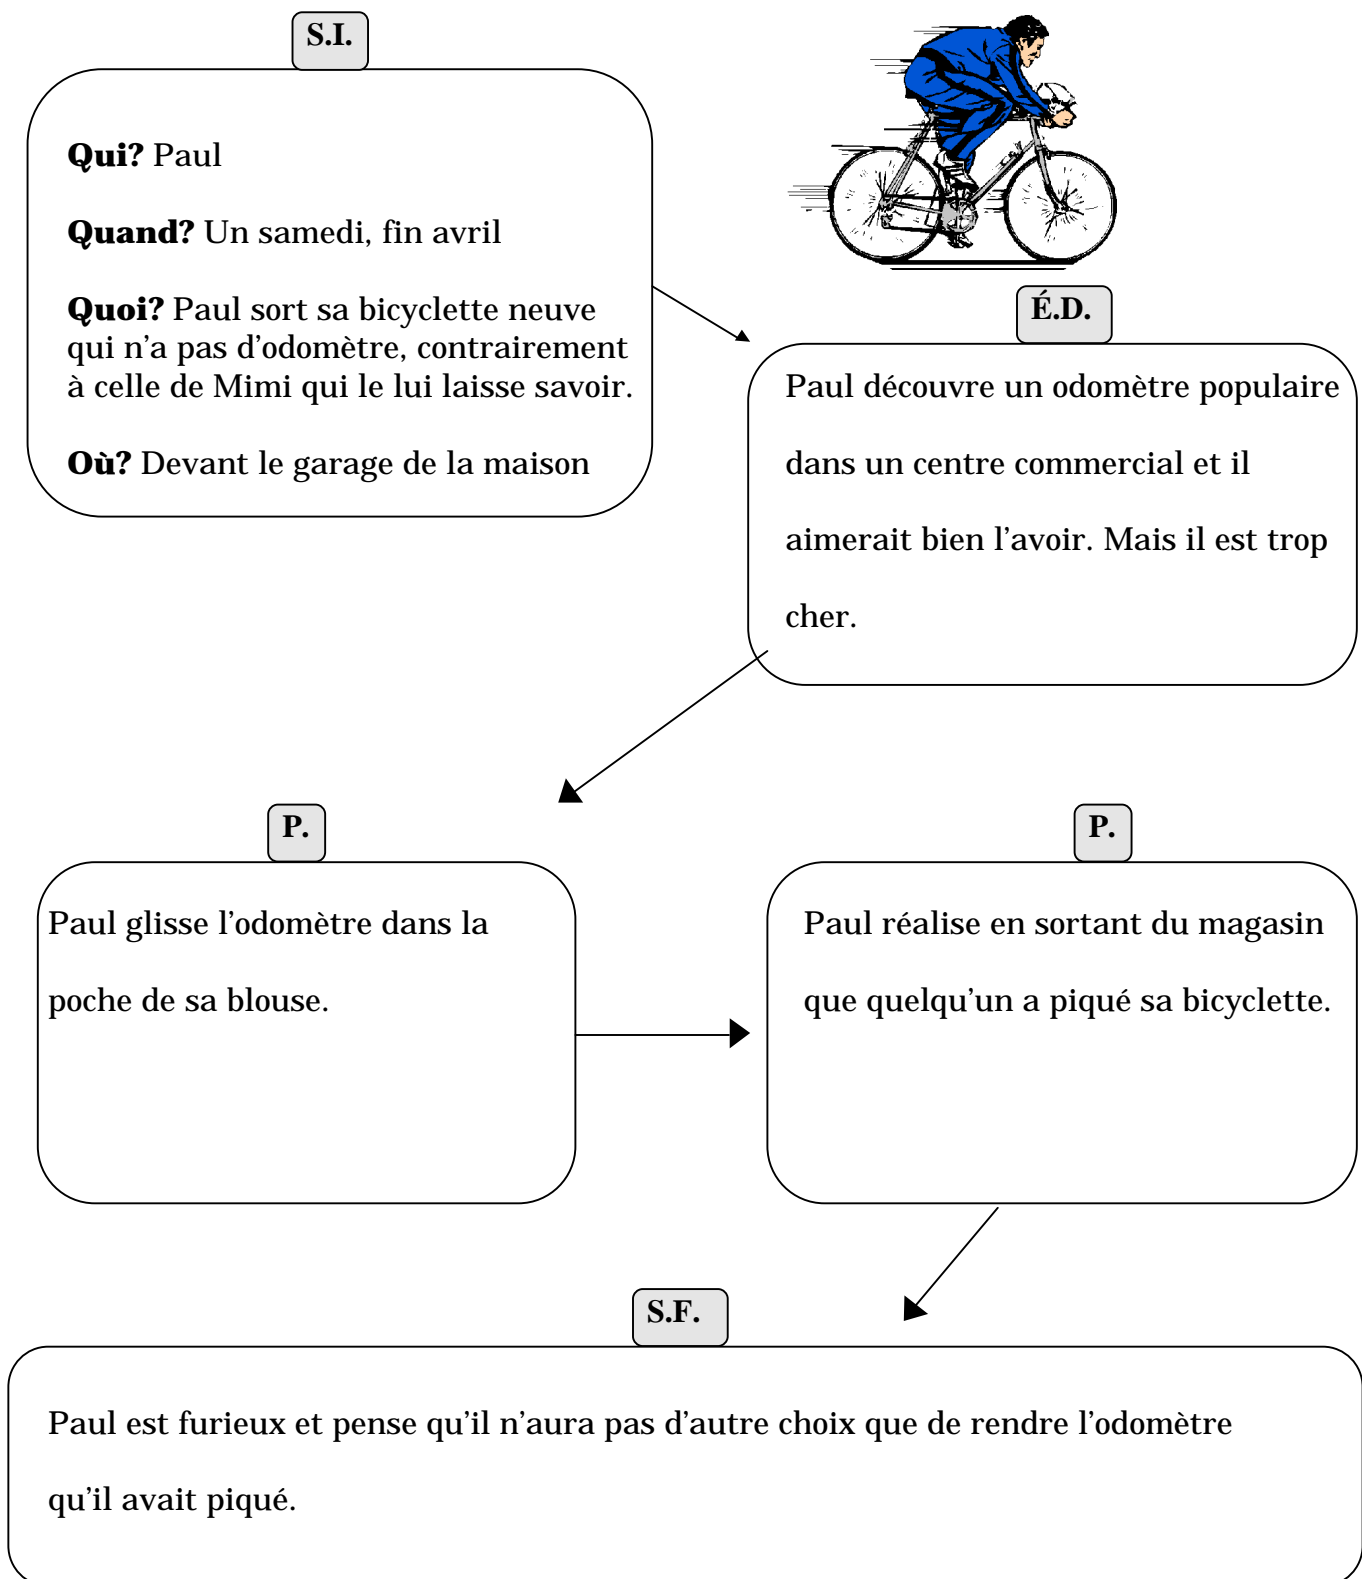 S.I.
Qui? Paul
Quand? Un samedi, fin avril
Quoi? Paul sort sa bicyclette neuve
qui n'a pas d'odomètre, contrairement
à celle de Mimi qui le lui laisse savoir.
Où? Devant le garage de la maison
É.D.
Paul découvre un odomètre populaire
dans un centre commercial et il
aimerait bien l'avoir. Mais il est trop
cher.
P.
Paul glisse l'odomètre dans la
poche de sa blouse.
P.
Paul réalise en sortant du magasin
que quelqu'un a piqué sa bicyclette.
S.F.
Paul est furieux et pense qu'il n'aura pas d'autre choix que de rendre l'odomètre
qu'il avait piqué.